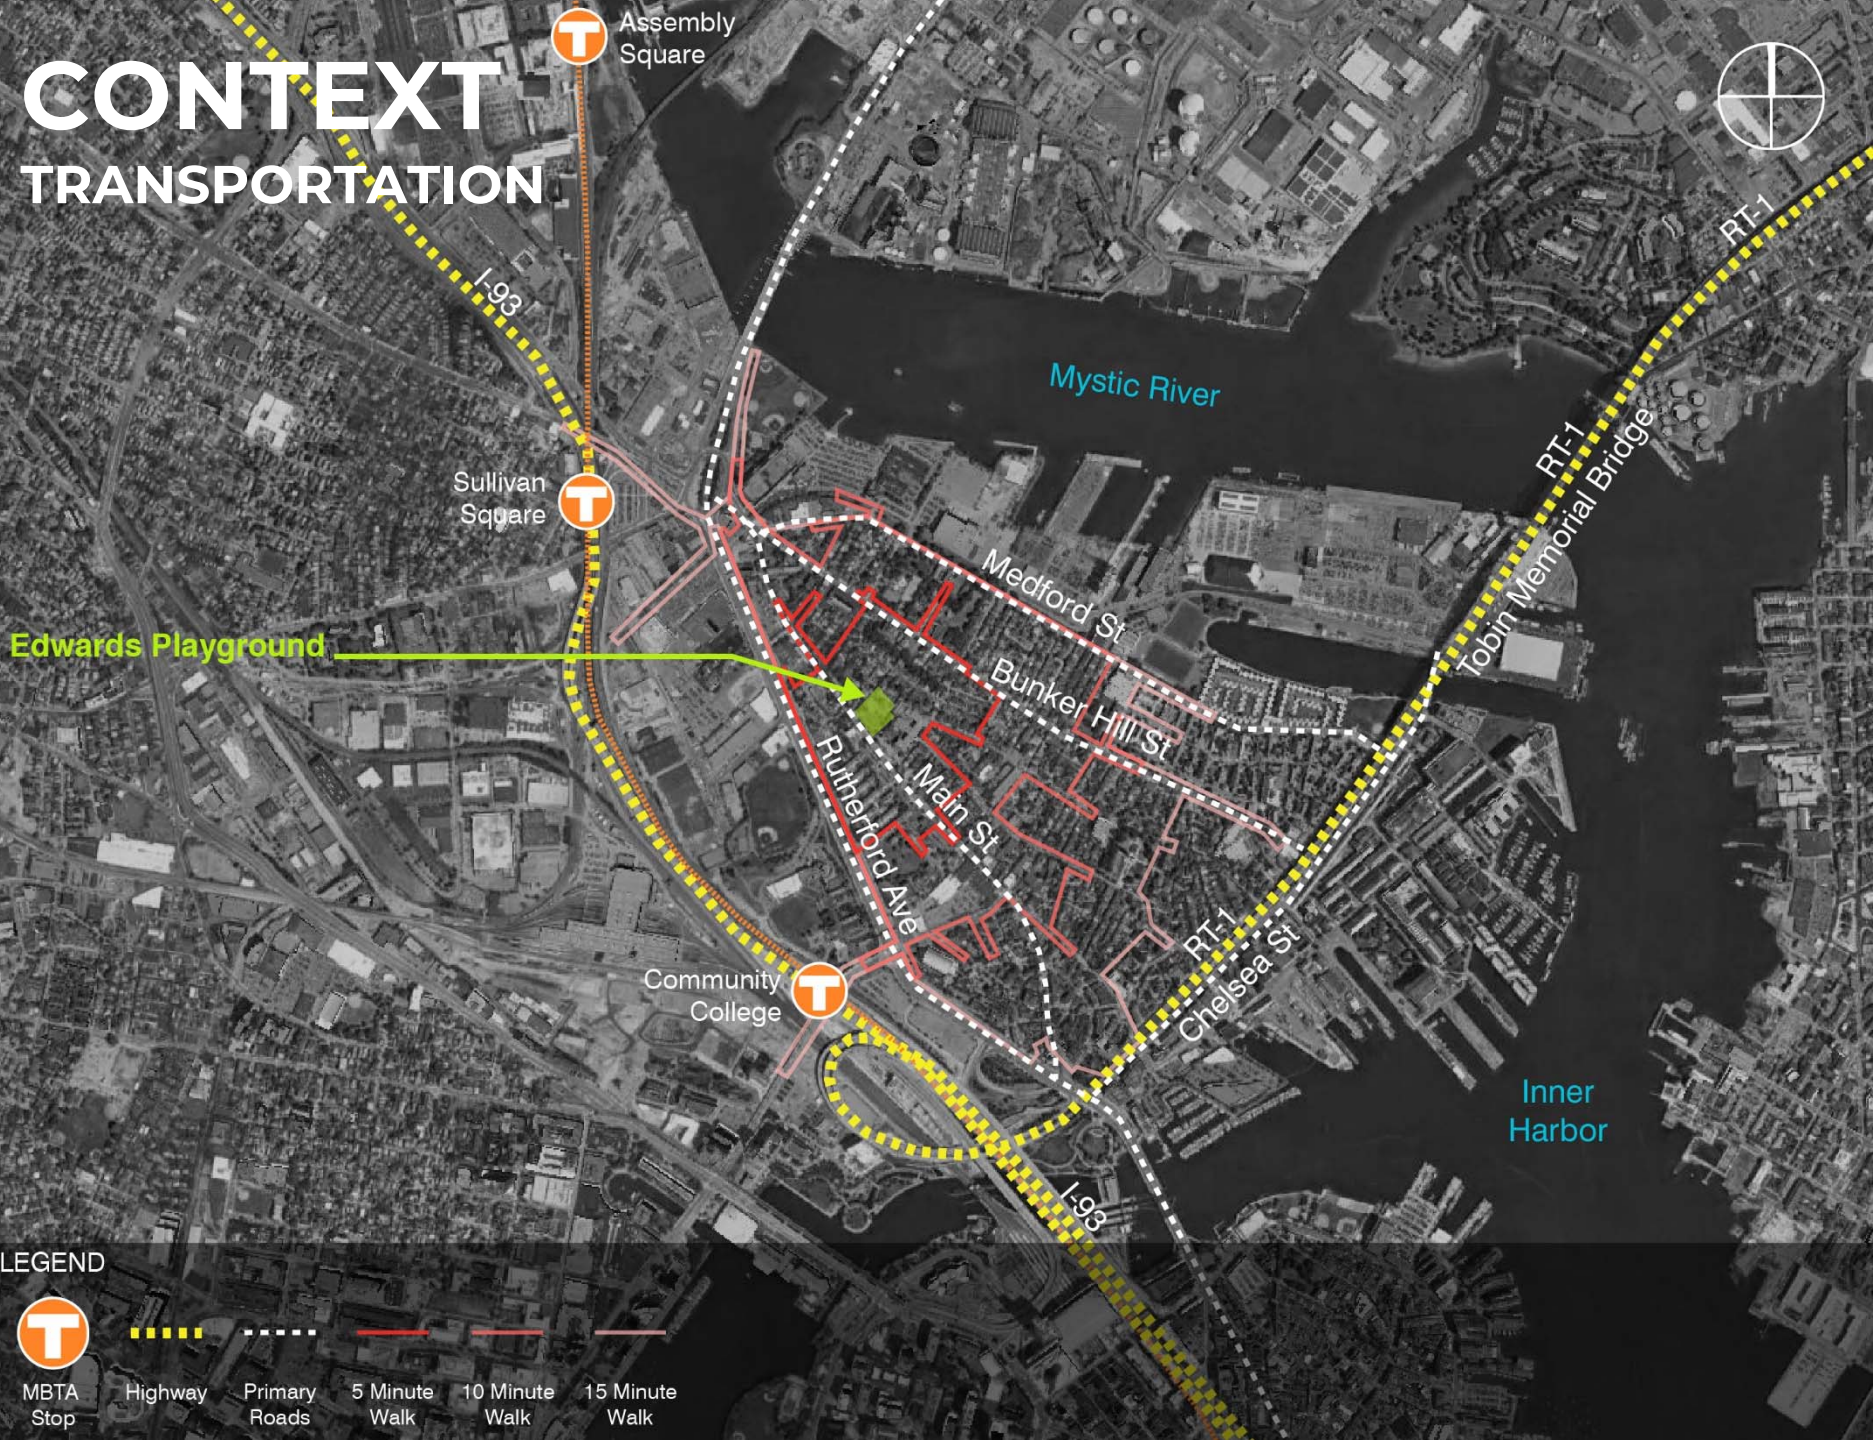 CONTEXT
TRANSPORTATION
T
Assembly
Square
RT-1
I-93
Mystic River
RT-1
Tobin Memorial Bridge
Sullivan
Square
T
Medford St
Edwards Playground
Bunker Hill St
Rutherford Ave
Main St
RT-1
Chelsea St
Community
College
T
Inner
Harbor
I-93
LEGEND
T
MBTA
Stop
Highway
Primary
Roads
5 Minute
Walk
10 Minute
Walk
15 Minute
Walk